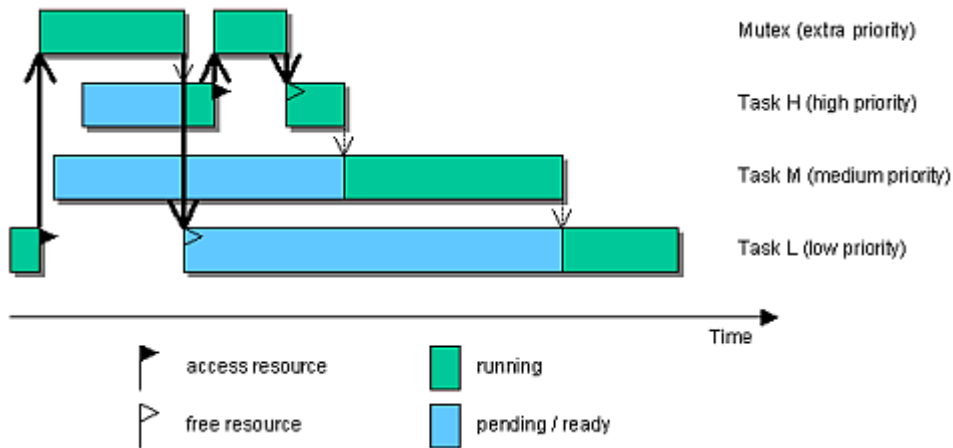 Mutex (extra priority)
Task H (high priority)
Task M (medium priority)
Task L (low priority)
Time
access resource
running
free resource
pending / ready